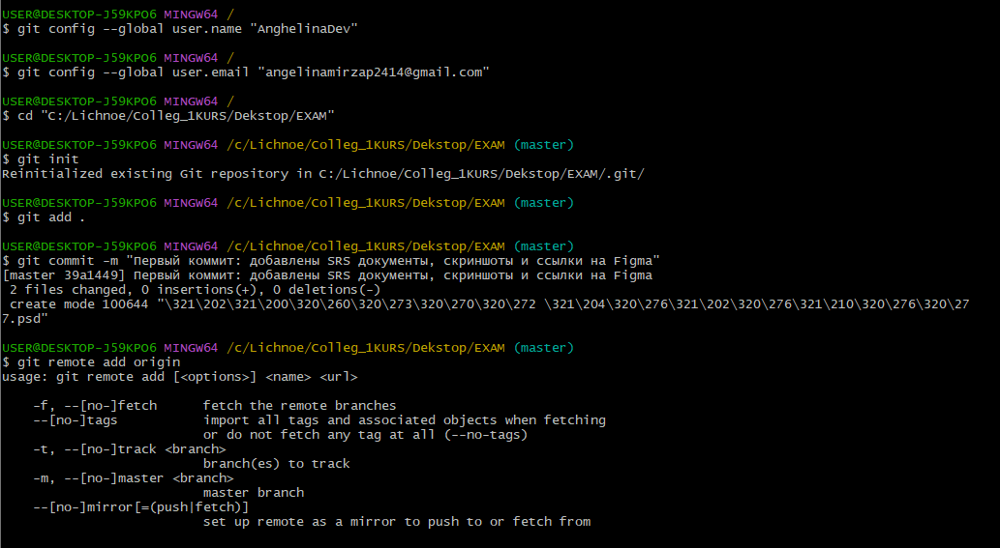 USER@DESKTOP-J59KPO6 MINGW64 /
$ git config --global user.name "AnghelinaDev"
USER@DESKTOP-J59KPO6 MINGW64 /
$ git config --global user.email "angelinamirzap2414@gmail.com"
USER@DESKTOP-J59KPO6 MINGW64 /
$ cd "C:/Lichnoe/Colleg_1KURS/Dekstop/EXAM"
USER@DESKTOP-J59KPO6 MINGW64 /c/Lichnoe/Colleg_1KURS/Dekstop/EXAM (master)
$ git init
Reinitialized existing Git repository in C:/Lichnoe/Colleg_1KURS/Dekstop/EXAM/.git/
USER@DESKTOP-J59KPO6 MINGW64 /c/Lichnoe/Colleg_1KURS/Dekstop/EXAM (master)
$ git add .
USER@DESKTOP-J59KPO6 MINGW64 /c/Lichnoe/Colleg_1KURS/Dekstop/EXAM (master)
$ git commit -m "Первый коммит: добавлены SRS документы, скриншоты и ссылки на Figma"
[master 39a1449] Первый коммит: добавлены SRS документы, скриншоты и ссылки на Figma
 2 files changed, 0 insertions(+), 0 deletions(-)
 create mode 100644 "\321\202\321\200\320\260\320\273\320\270\320\272 \321\204\320\276\321\202\320\276\321\210\320\276\320\27
7.psd"
USER@DESKTOP-J59KPO6 MINGW64 /c/Lichnoe/Colleg_1KURS/Dekstop/EXAM (master)
$ git remote add origin
usage: git remote add [<options>] <name> <url>
    -f, --[no-]fetch      fetch the remote branches
    --[no-]tags           import all tags and associated objects when fetching
                          or do not fetch any tag at all (--no-tags)
    -t, --[no-]track <branch>
                          branch(es) to track
    -m, --[no-]master <branch>
                          master branch
    --[no-]mirror[=(push|fetch)]
                          set up remote as a mirror to push to or fetch from